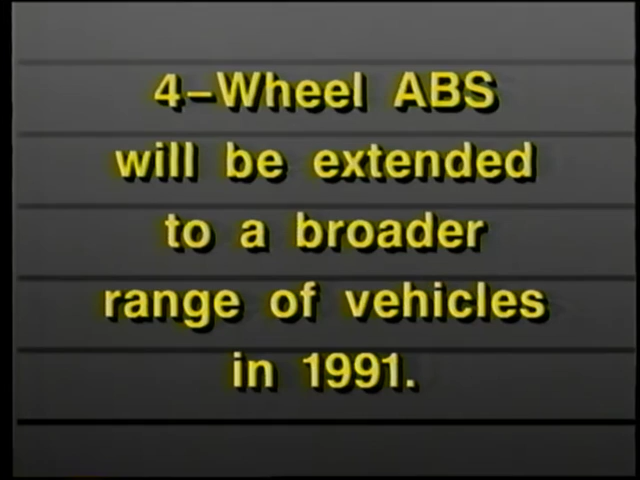 4-Wheel ABS
will be extended
to a broader
range of vehicles
in 1991.